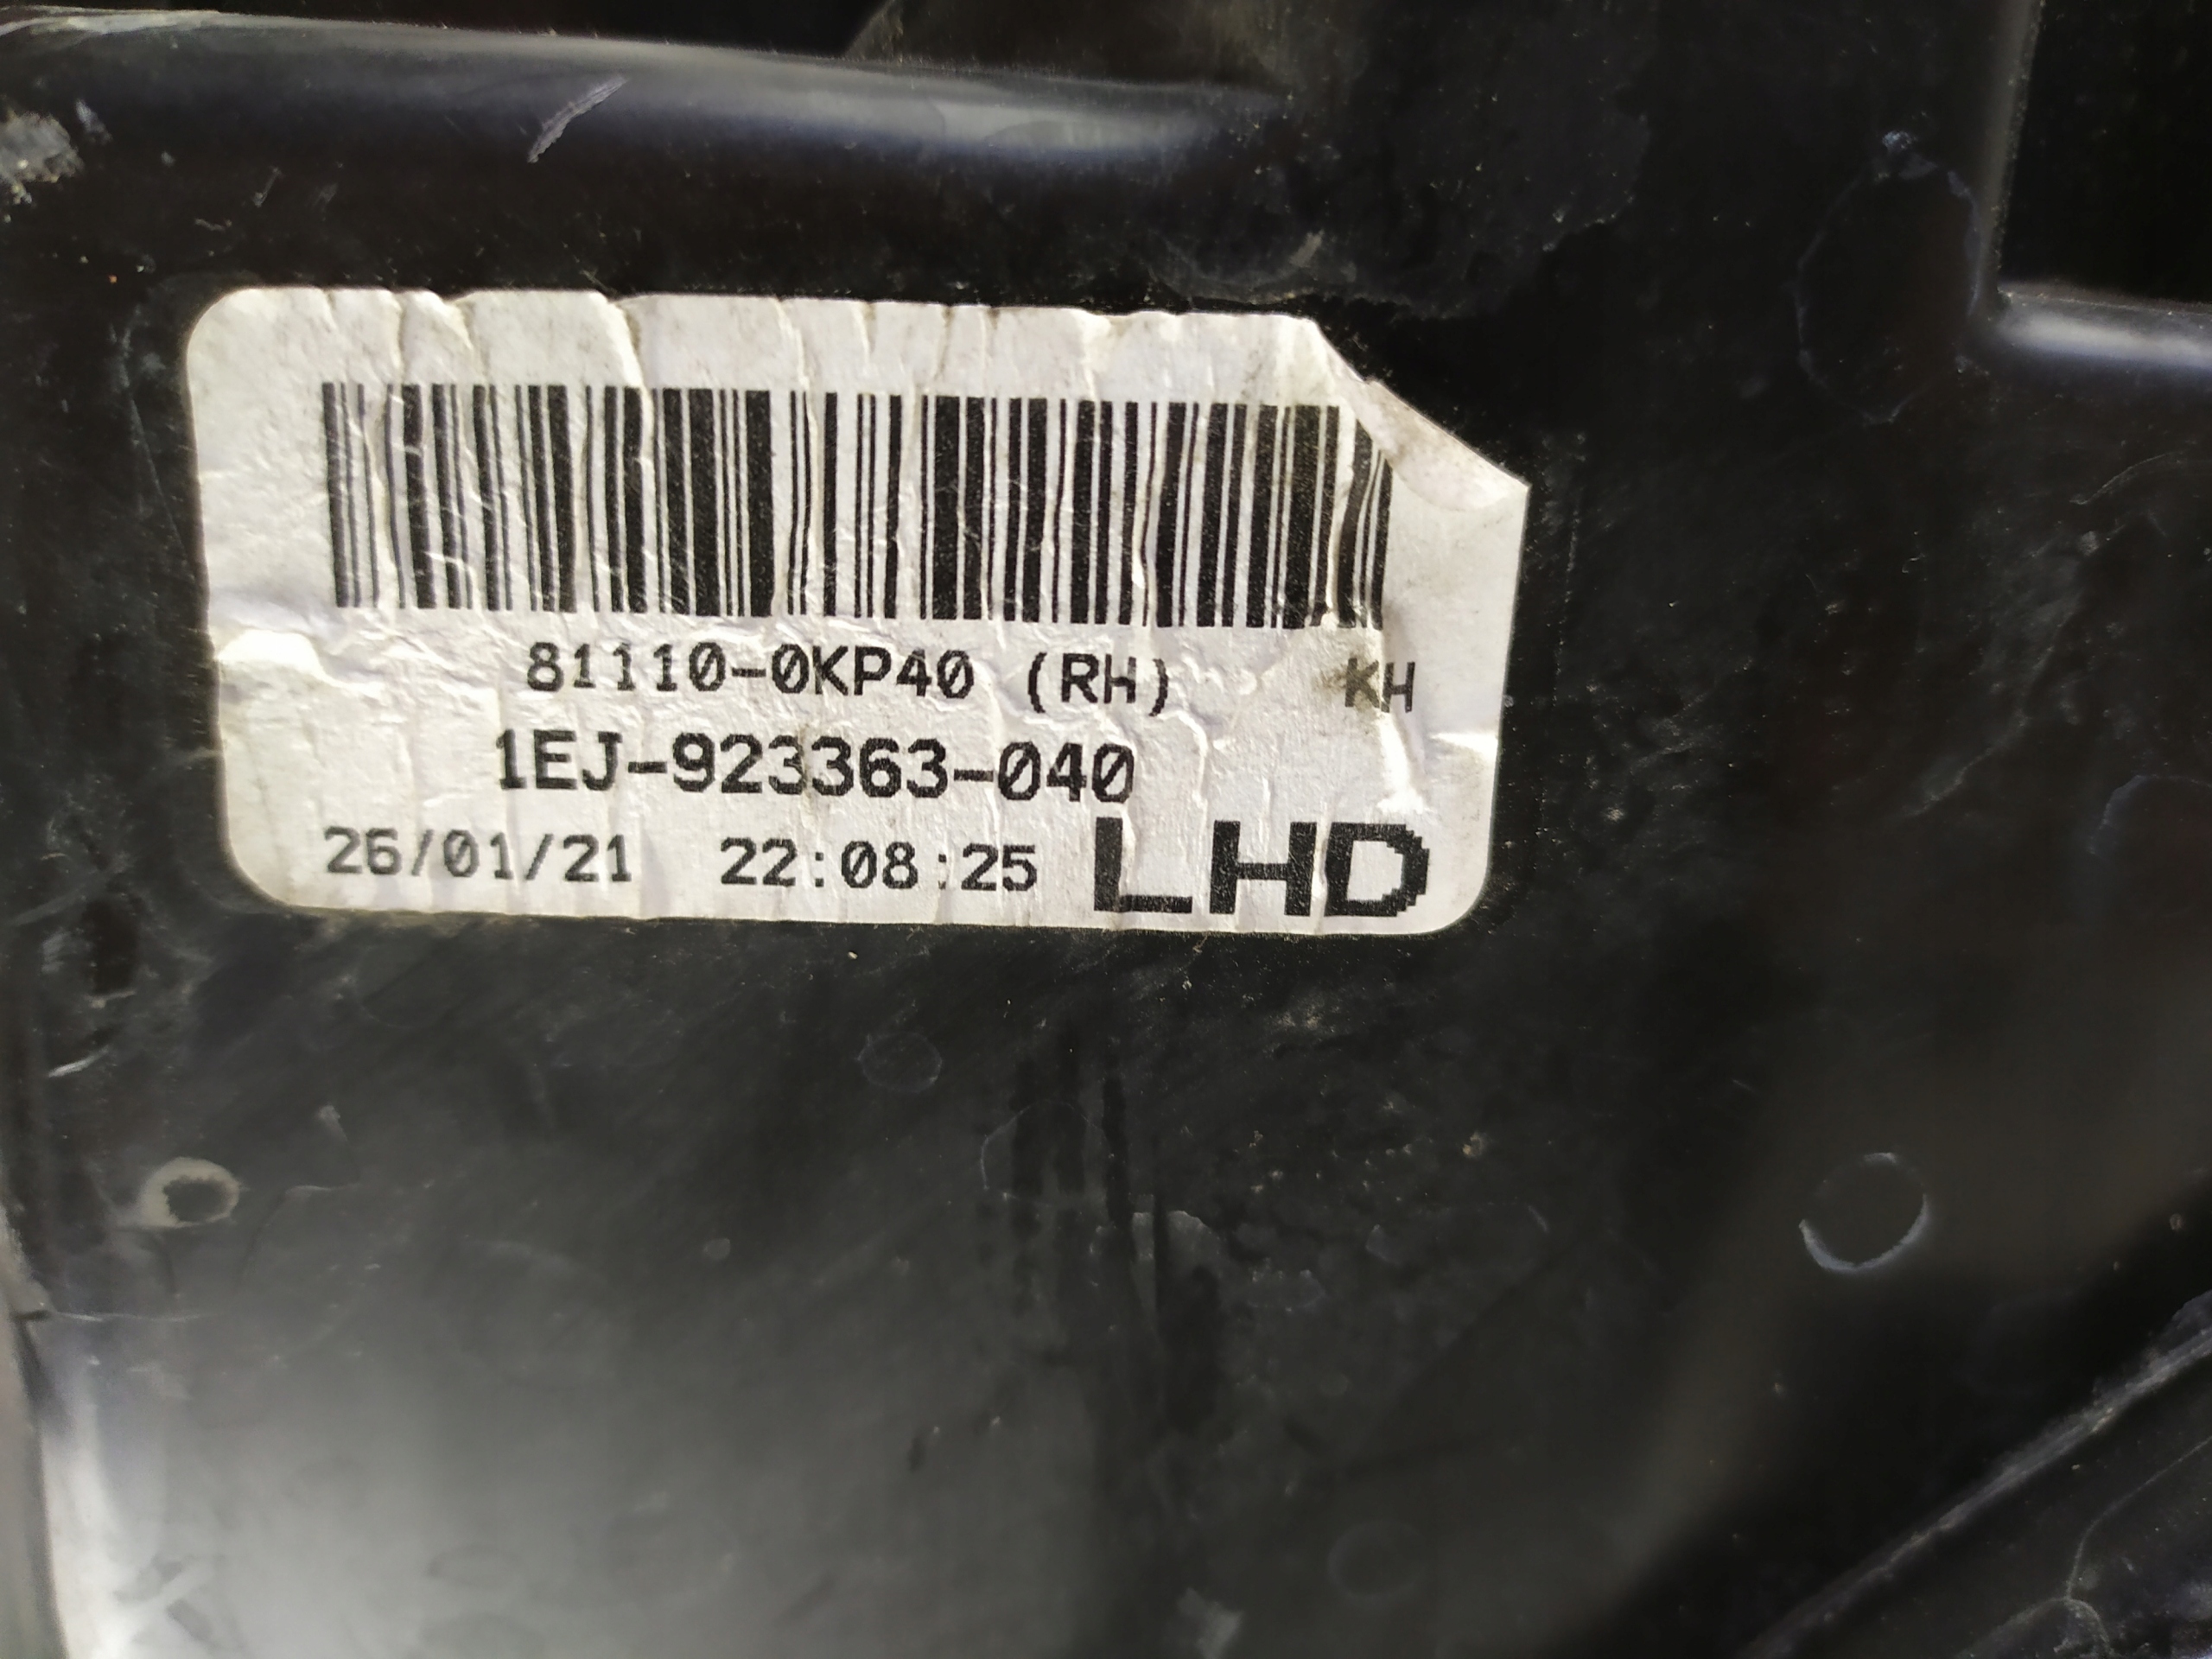 81110-0KP40 (RH) KH
1EJ-923363-040
26/01/21 22:08:25 LHD